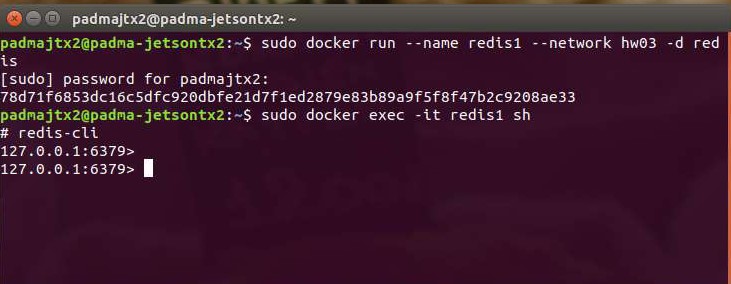 padmajtx2@padma-jetsontx2: ~
padmajtx2@padma-jetsontx2:~$ sudo docker run --name redis1 --network hw03 -d red
is
[sudo] password for padmajtx2:
78d71f6853dc16c5dfc920dbfe21d7f1ed2879e83b89a9f5f8f47b2c9208ae33
padmajtx2@padma-jetsontx2:~$ sudo docker exec -it redis1 sh
# redis-cli
127.0.0.1:6379>
127.0.0.1:6379>